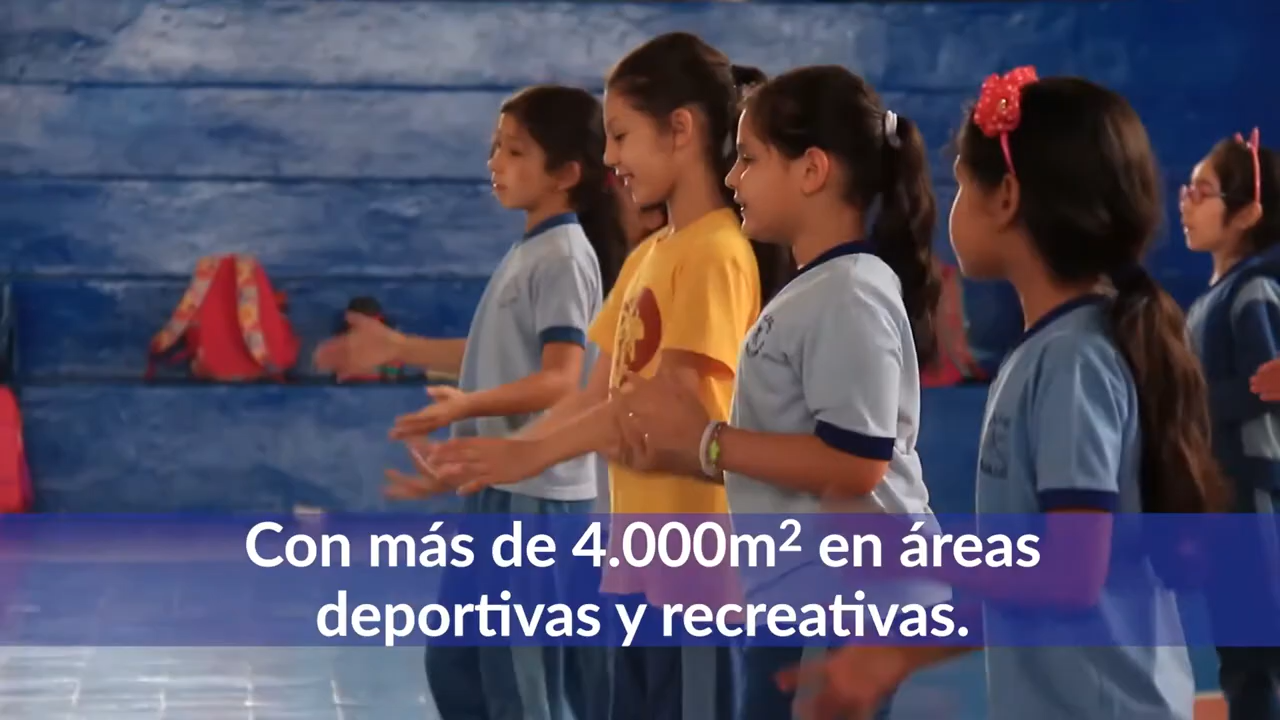 Con más de 4.000m² en áreas
deportivas y recreativas.